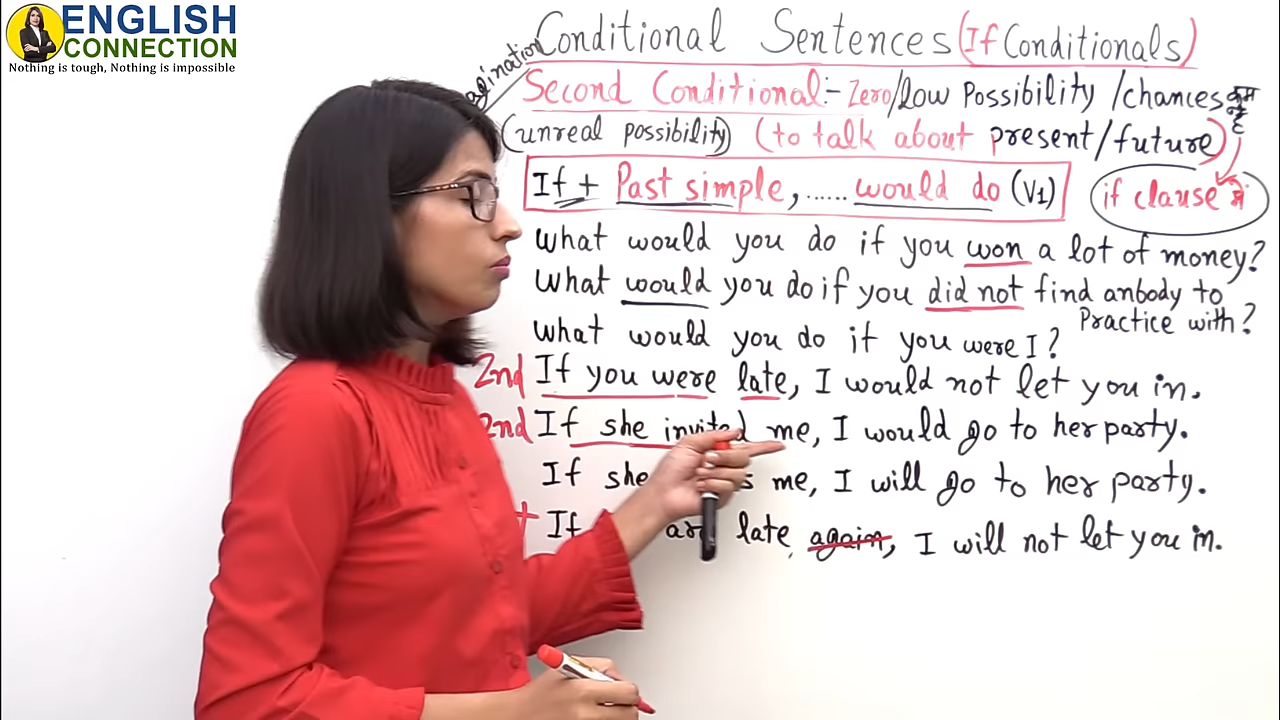 ENGLISH
CONNECTION
Nothing is tough, Nothing is impossible
Conditional Sentences (If Conditionals)
Second Conditional:- Zero/low Possibility /chances कम
(unreal possibility) (to talk about present/future)
If + Past simple, ...... would do (V1)
if clause में
What would you do if you won a lot of money?
What would you do if you did not find anbody to
Practice with?
What would you do if you were I?
2nd If you were late, I would not let you in.
2nd If she invited me, I would go to her party.
If she me, I will go to her party.
If late again, I will not let you in.